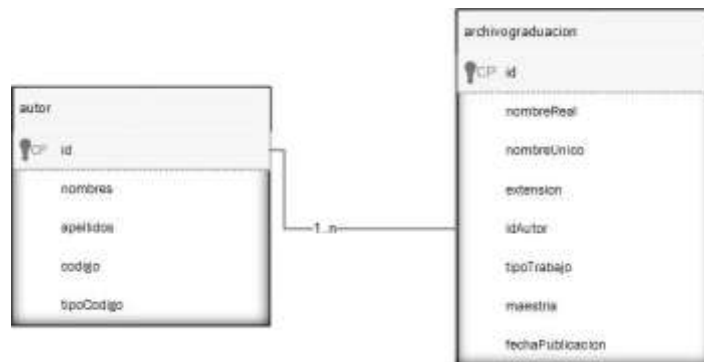 autor
CP id
nombres
apellidos
codigo
tipoCodigo
1..n
archivograduacion
CP id
nombreReal
nombreUnico
extension
idAutor
tipoTrabajo
maestria
fechaPublicacion